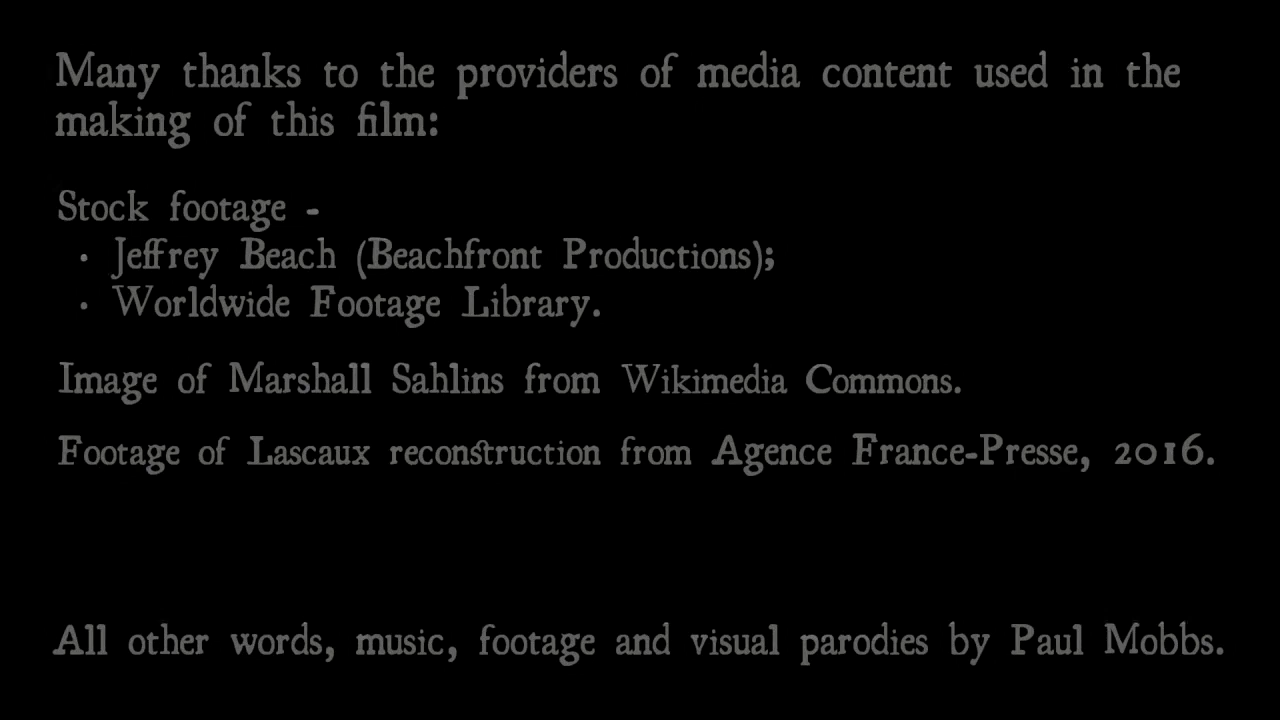 Many thanks to the providers of media content used in the
making of this film:
Stock footage -
• Jeffrey Beach (Beachfront Productions);
• Worldwide Footage Library.
Image of Marshall Sahlins from Wikimedia Commons.
Footage of Lascaux reconstruction from Agence France-Presse, 2016.
All other words, music, footage and visual parodies by Paul Mobbs.